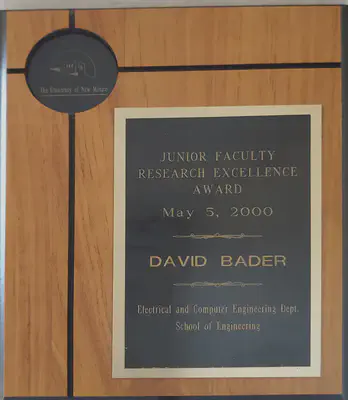 The University of New Mexico
JUNIOR FACULTY
RESEARCH EXCELLENCE
AWARD
May 5, 2000
DAVID BADER
Electrical and Computer Engineering Dept.
School of Engineering